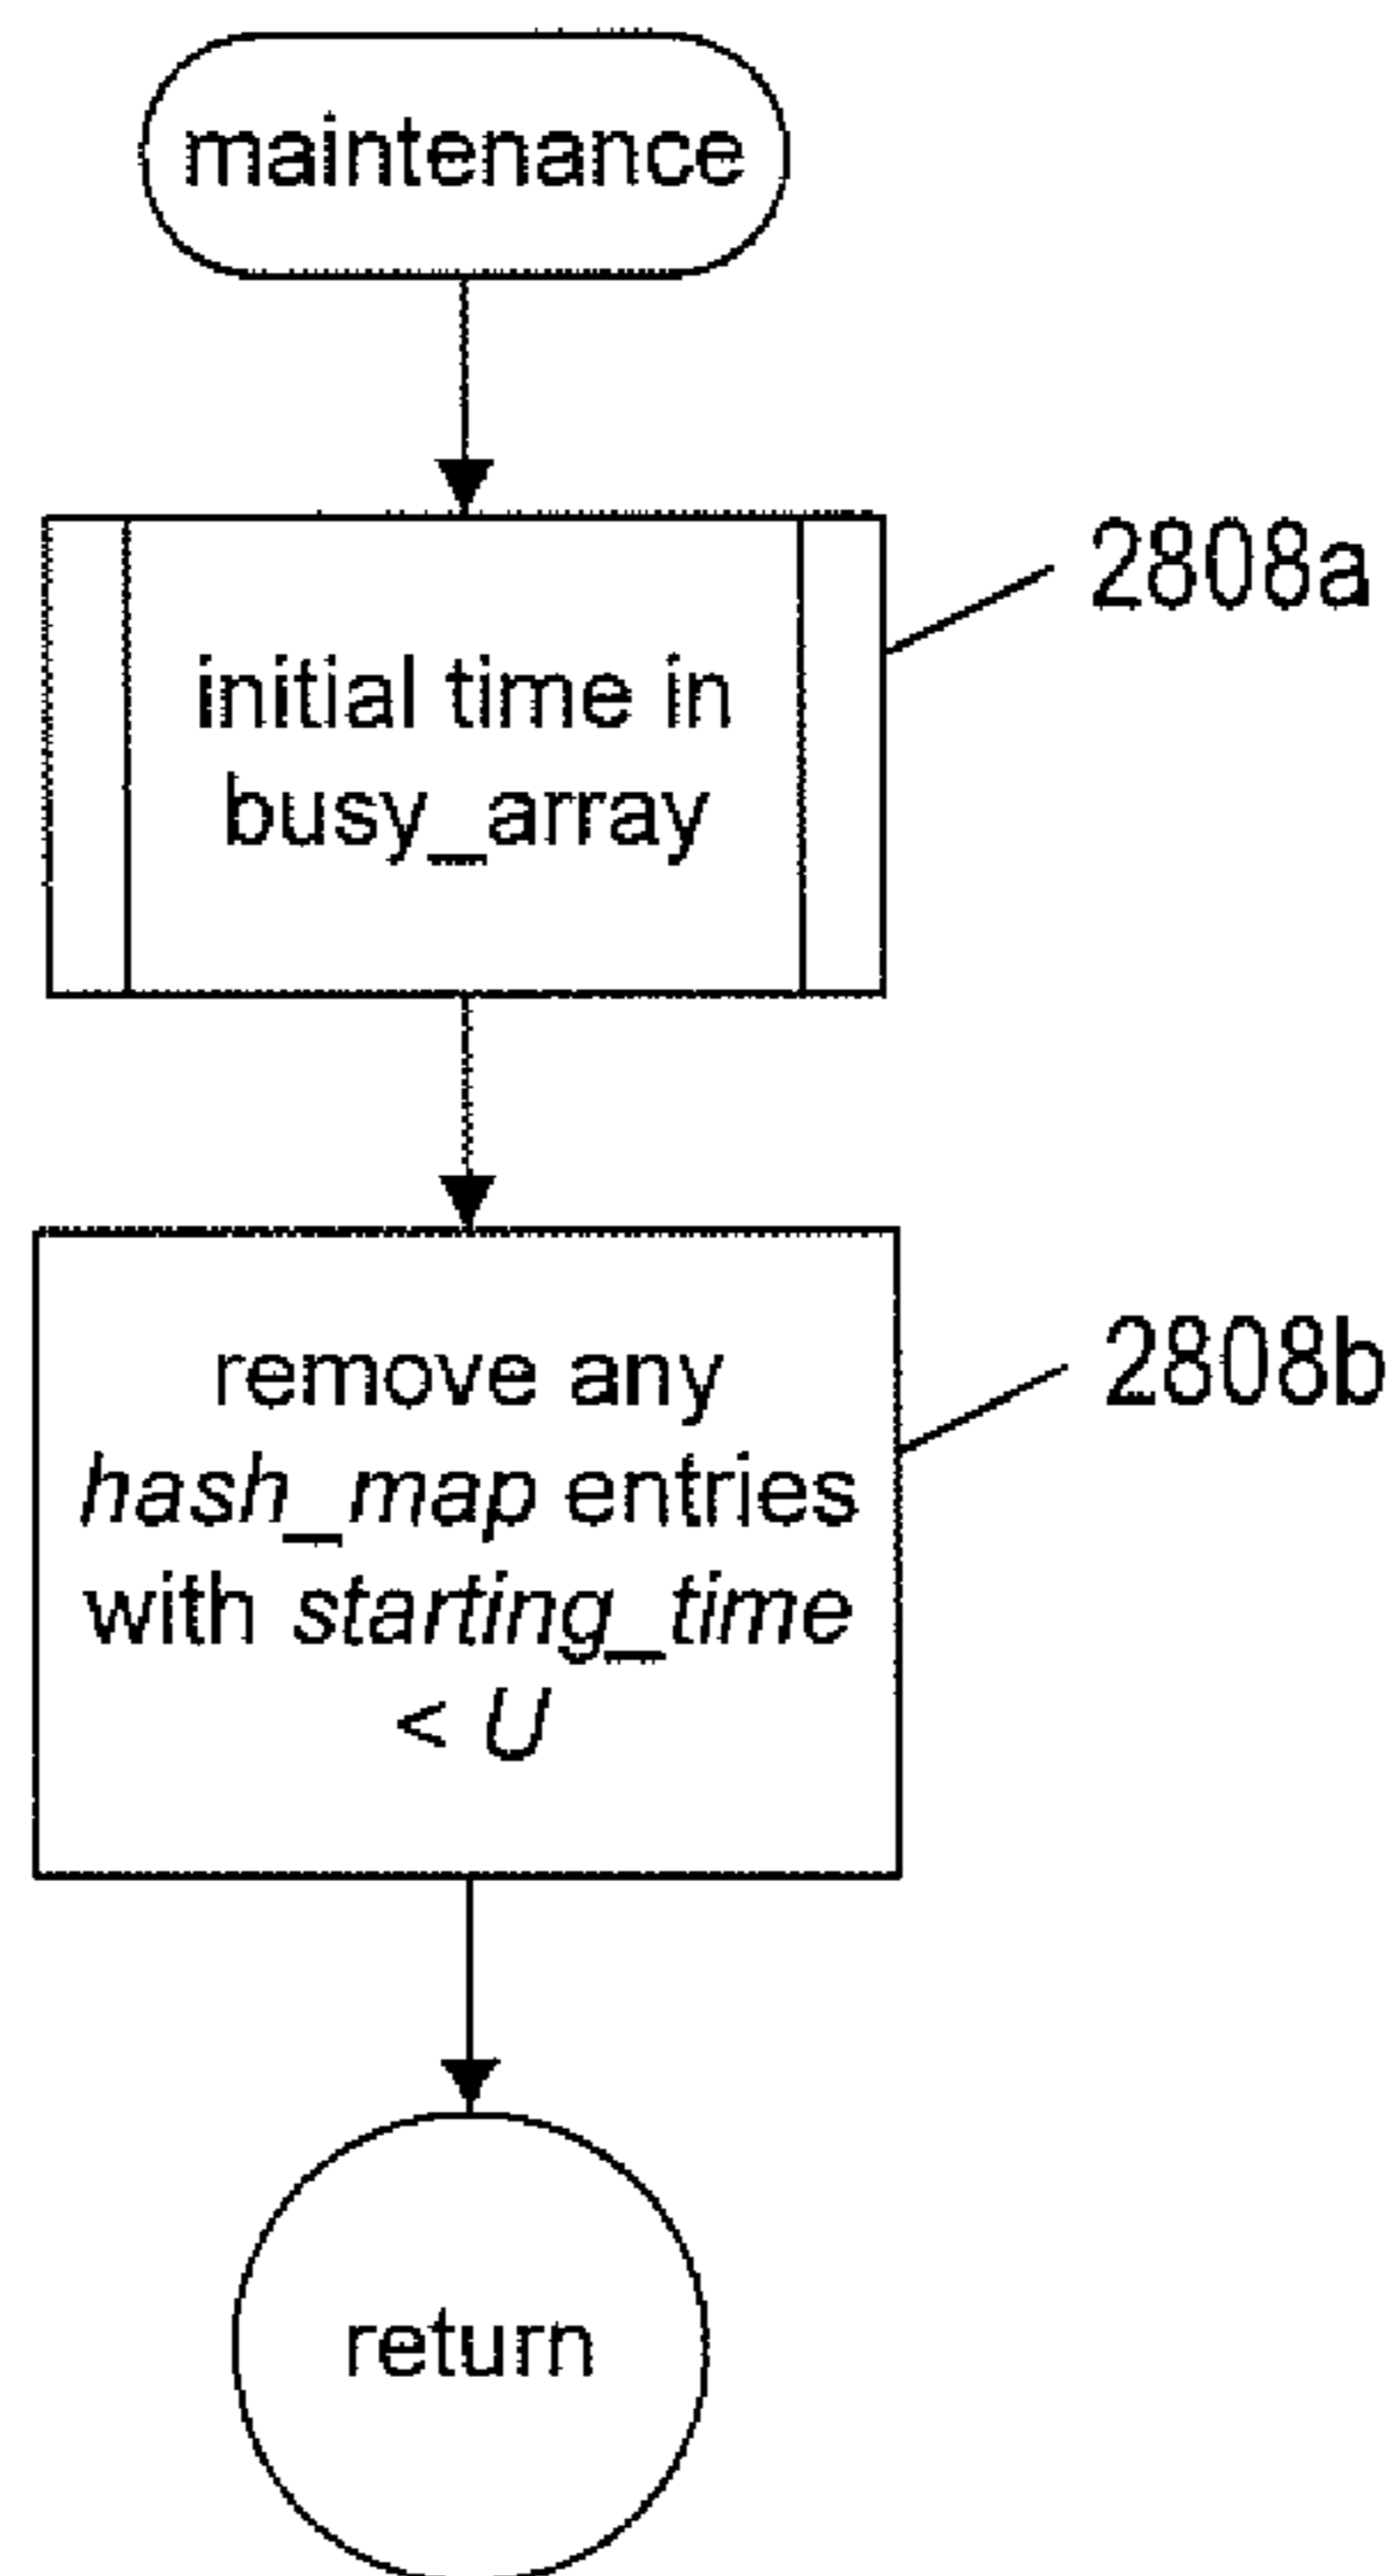 maintenance
2808a
initial time in
busy_array
2808b
remove any
hash_map entries
with starting_time
< U
return